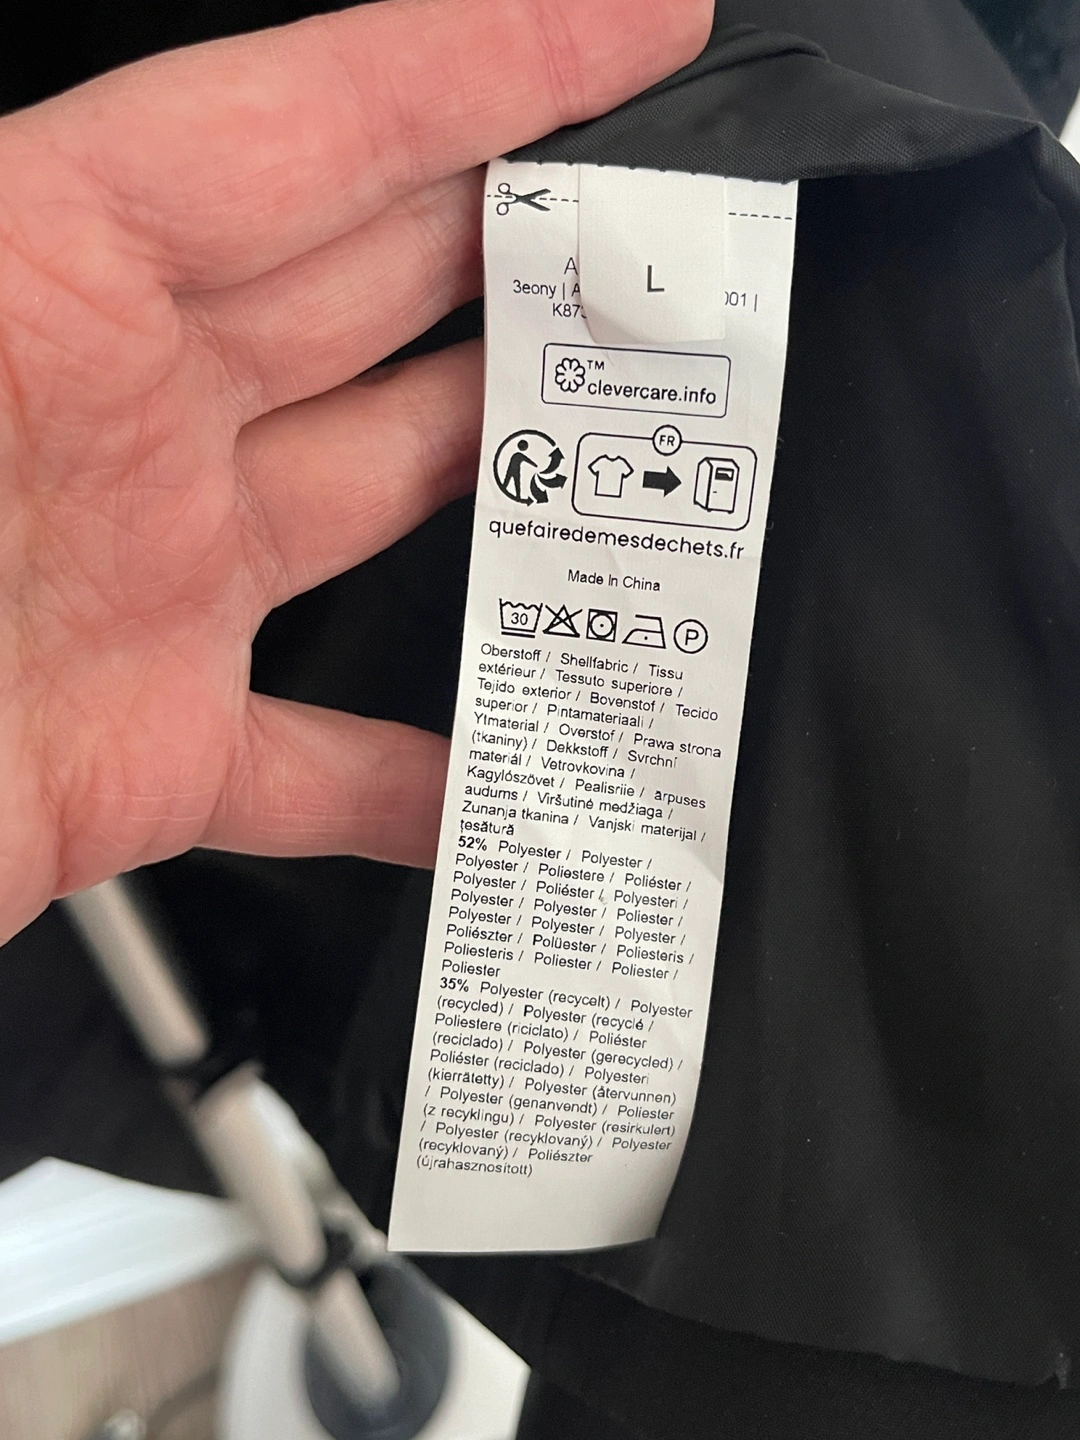 L
3eony |
001 |
TM
clevercare.info
FR
quefairedemesdechets.fr
Made In China
30
P
Oberstoff / Shellfabric / Tissu
extérieur / Tessuto superiore /
Tejido exterior / Bovenstof / Tecido
superior / Pintamateriaali /
Ytmaterial / Overstof / Prawa strona
(tkaniny) / Dekkstoff / Svrchní
materiál / Vetrovkovina /
Kagylószövet / Pealisriie / ārpuses
audums / Viršutinė medžiaga /
Zunanja tkanina / Vanjski materijal /
țesătură
52% Polyester / Polyester /
Polyester / Poliestere / Poliéster /
Polyester / Poliéster / Polyesteri /
Polyester / Polyester / Poliester /
Polyester / Polyester / Polyester /
Poliészter / Polüester / Poliesteris /
Poliesteris / Poliester / Poliester /
Poliester
35% Polyester (recycelt) / Polyester
(recycled) / Polyester (recyclé /
Poliestere (riciclato) / Poliéster
(reciclado) / Polyester (gerecycled) /
Poliéster (reciclado) / Polyesteri
(kierrätetty) / Polyester (återvunnen)
/ Polyester (genanvendt) / Poliester
(z recyklingu) / Polyester (resirkulert)
/ Polyester (recyklovaný) / Polyester
(recyklovaný) / Poliészter
(újrahasznosított)